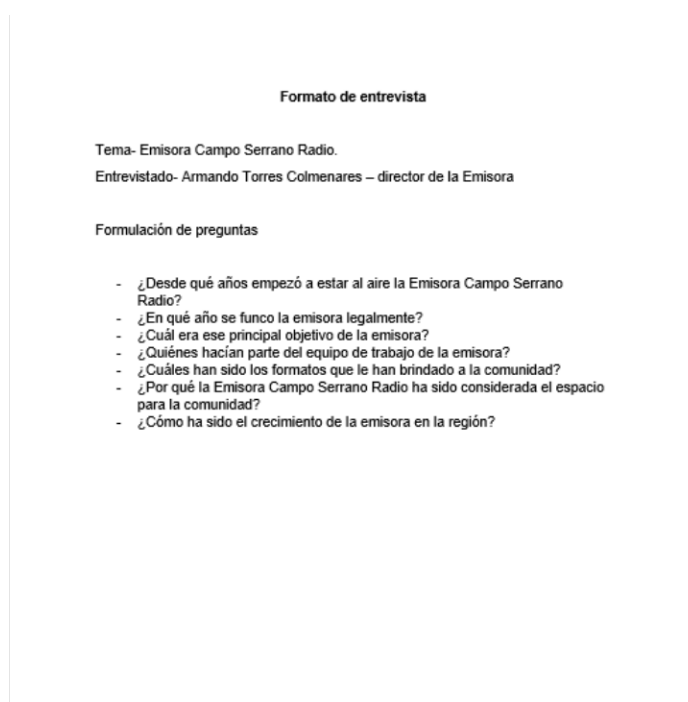 Formato de entrevista
Tema- Emisora Campo Serrano Radio.
Entrevistado- Armando Torres Colmenares – director de la Emisora
Formulación de preguntas
- ¿Desde qué años empezó a estar al aire la Emisora Campo Serrano
Radio?
- ¿En qué año se funco la emisora legalmente?
- ¿Cuál era ese principal objetivo de la emisora?
- ¿Quiénes hacían parte del equipo de trabajo de la emisora?
- ¿Cuáles han sido los formatos que le han brindado a la comunidad?
- ¿Por qué la Emisora Campo Serrano Radio ha sido considerada el espacio
para la comunidad?
- ¿Cómo ha sido el crecimiento de la emisora en la región?